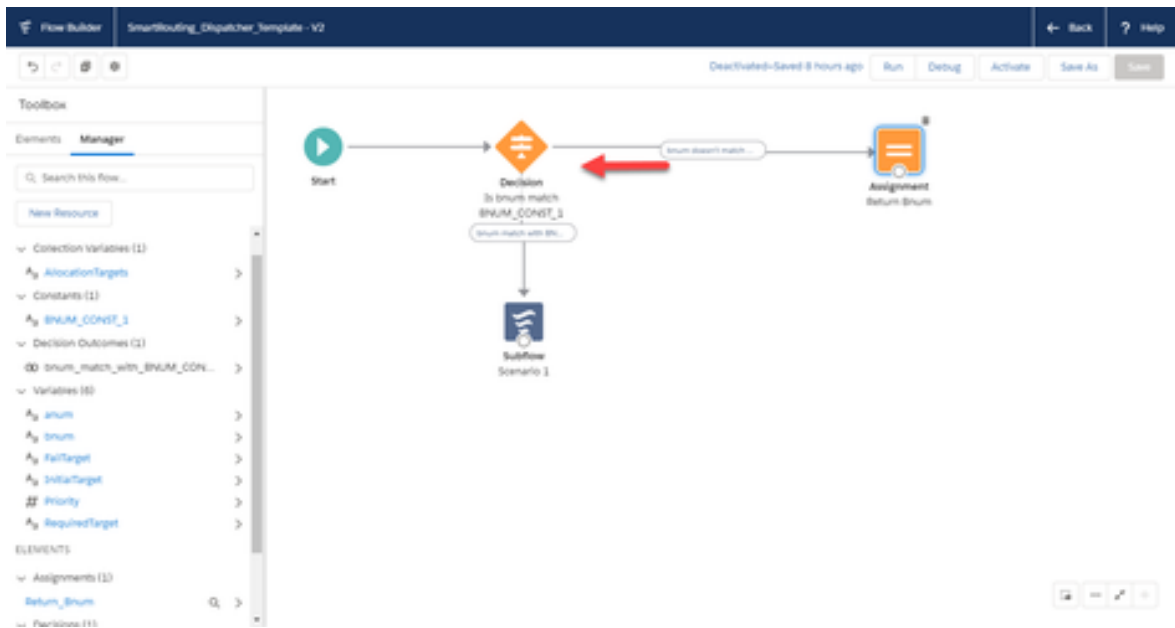 Flow Builder
SmartRouting_Dispatcher_Template - V2
Back
? Help
Deactivated•Saved 8 hours ago
Run
Debug
Activate
Save As
Save
Toolbox
Elements
Manager
Search this flow...
New Resource
Collection Variables (1)
AllocationTargets
Constants (1)
BNUM_CONST_1
Decision Outcomes (1)
bnum_match_with_BNUM_CON...
Variables (6)
anum
bnum
FailTarget
InitialTarget
# Priority
RequiredTarget
ELEMENTS
Assignments (1)
Return_Bnum
Decisions (1)
Start
Decision
Is bnum match
BNUM_CONST_1
bnum match with BN...
bnum doesn't match ...
Assignment
Return Bnum
Subflow
Scenario 1